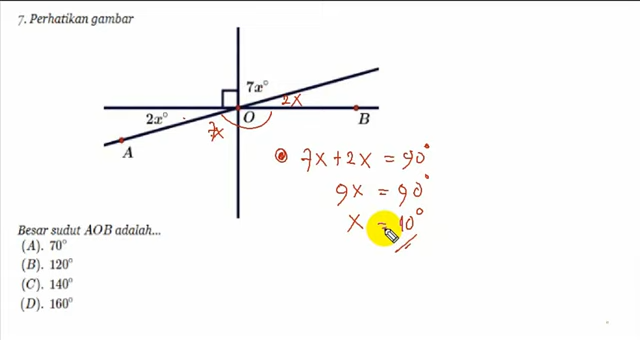 7. Perhatikan gambar
7x°
2x
2x° O B
7x
A
7x + 2x = 90°
9x = 90°
x = 10°
Besar sudut AOB adalah...
(A). 70°
(B). 120°
(C). 140°
(D). 160°